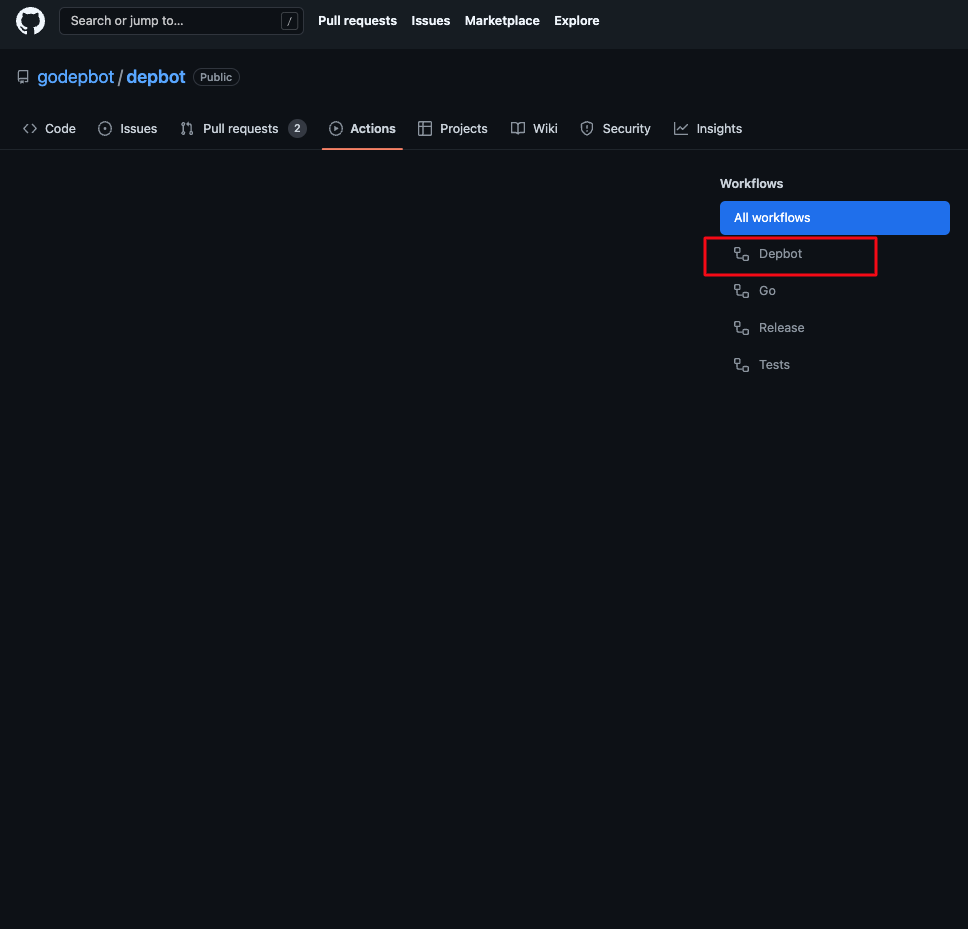 Search or jump to... / Pull requests Issues Marketplace Explore
godepbot / depbot Public
Code Issues Pull requests 2 Actions Projects Wiki Security Insights
Workflows
All workflows
Depbot
Go
Release
Tests